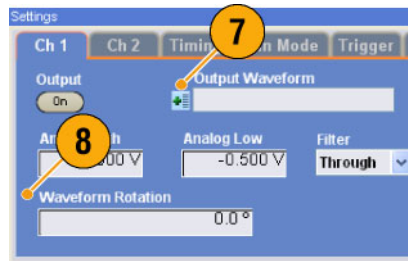 Settings
Ch 1 Ch 2 Mode Trigger
7
Output Output Waveform
On
8
Analog Low Filter
-0.500 V Through
Waveform Rotation
0.0 °